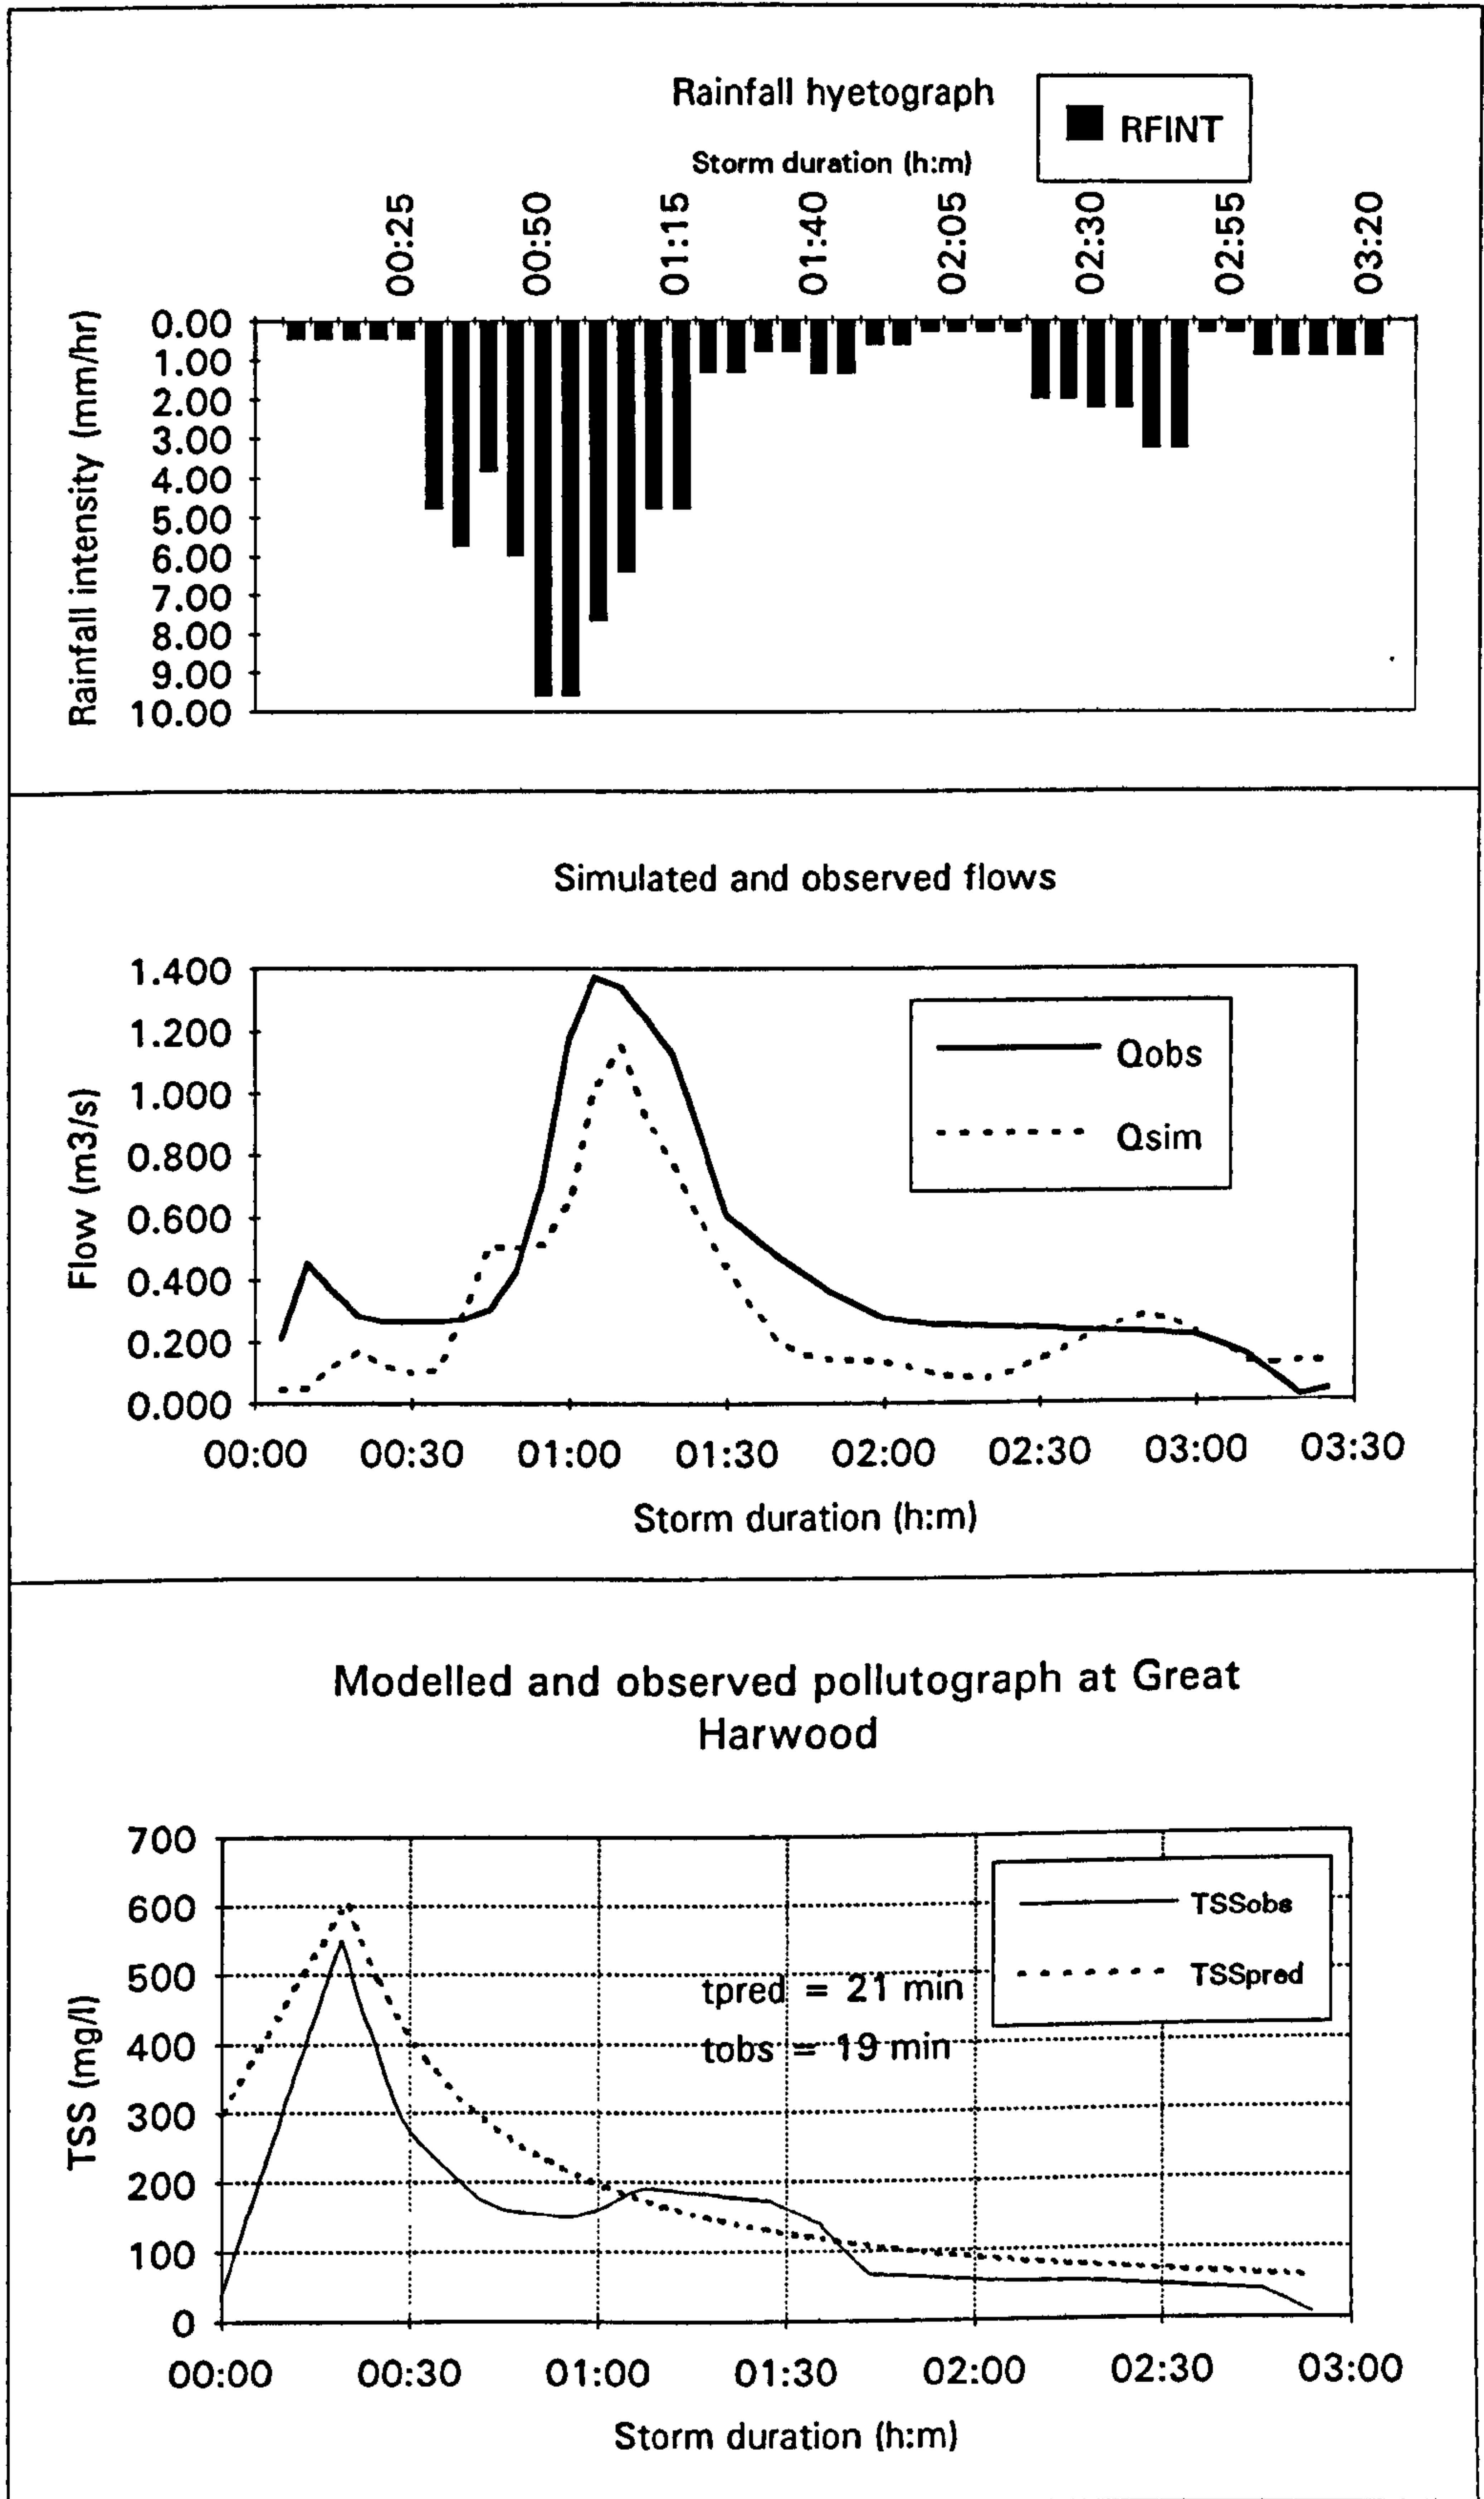 Rainfall hyetograph
RFINT
Storm duration (h:m)
00:25 00:50 01:15 01:40 02:05 02:30 02:55 03:20
Rainfall intensity (mm/hr)
0.00
1.00
2.00
3.00
4.00
5.00
6.00
7.00
8.00
9.00
10.00
Simulated and observed flows
Flow (m3/s)
1.400
1.200
1.000
0.800
0.600
0.400
0.200
0.000
Qobs
Qsim
00:00 00:30 01:00 01:30 02:00 02:30 03:00 03:30
Storm duration (h:m)
Modelled and observed pollutograph at Great
Harwood
TSS (mg/l)
700
600
500
400
300
200
100
0
TSSobs
TSSpred
tpred = 21 min
tobs = 19 min
00:00 00:30 01:00 01:30 02:00 02:30 03:00
Storm duration (h:m)